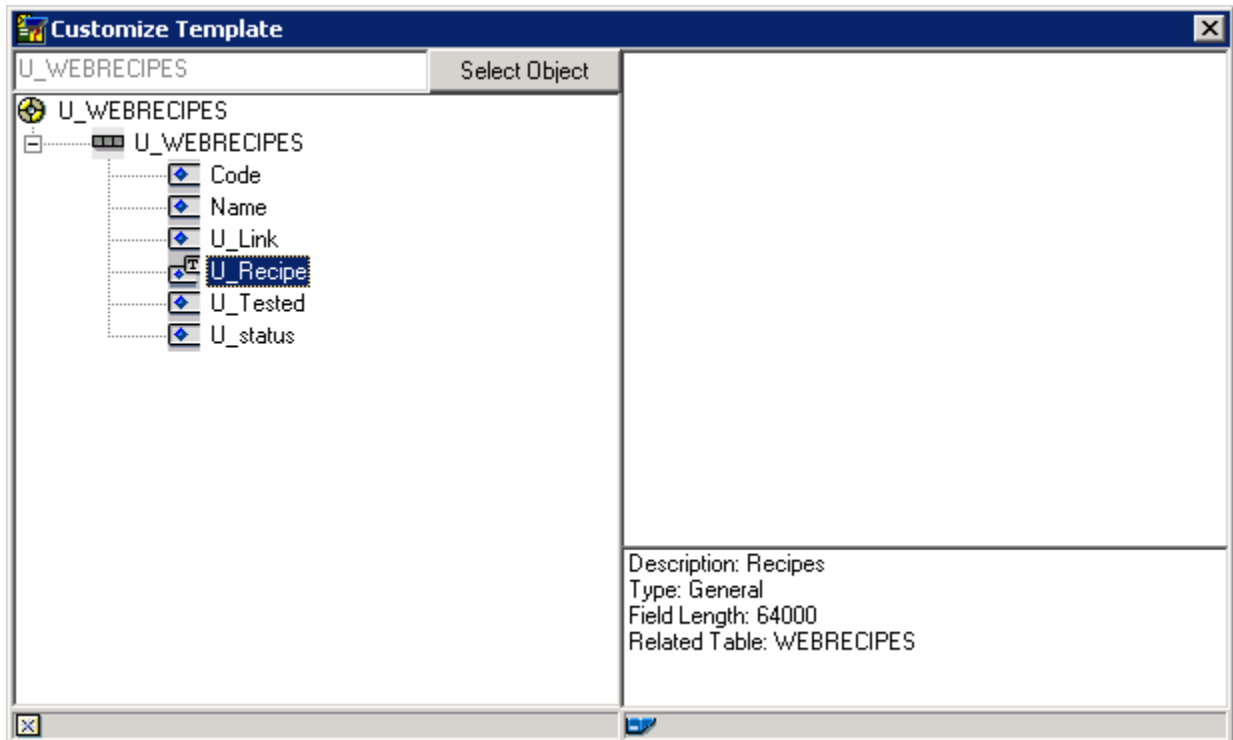 Customize Template
U_WEBRECIPES
Select Object
U_WEBRECIPES
U_WEBRECIPES
Code
Name
U_Link
U_Recipe
U_Tested
U_status
Description: Recipes
Type: General
Field Length: 64000
Related Table: WEBRECIPES